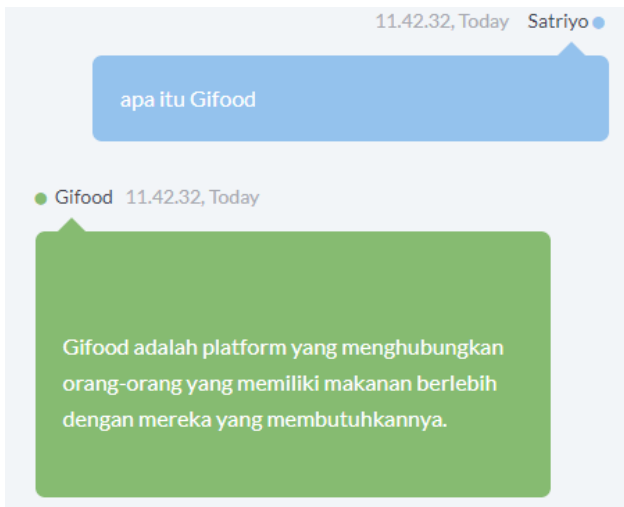 11.42.32, Today Satriyo
apa itu Gifood
Gifood 11.42.32, Today
Gifood adalah platform yang menghubungkan
orang-orang yang memiliki makanan berlebih
dengan mereka yang membutuhkannya.